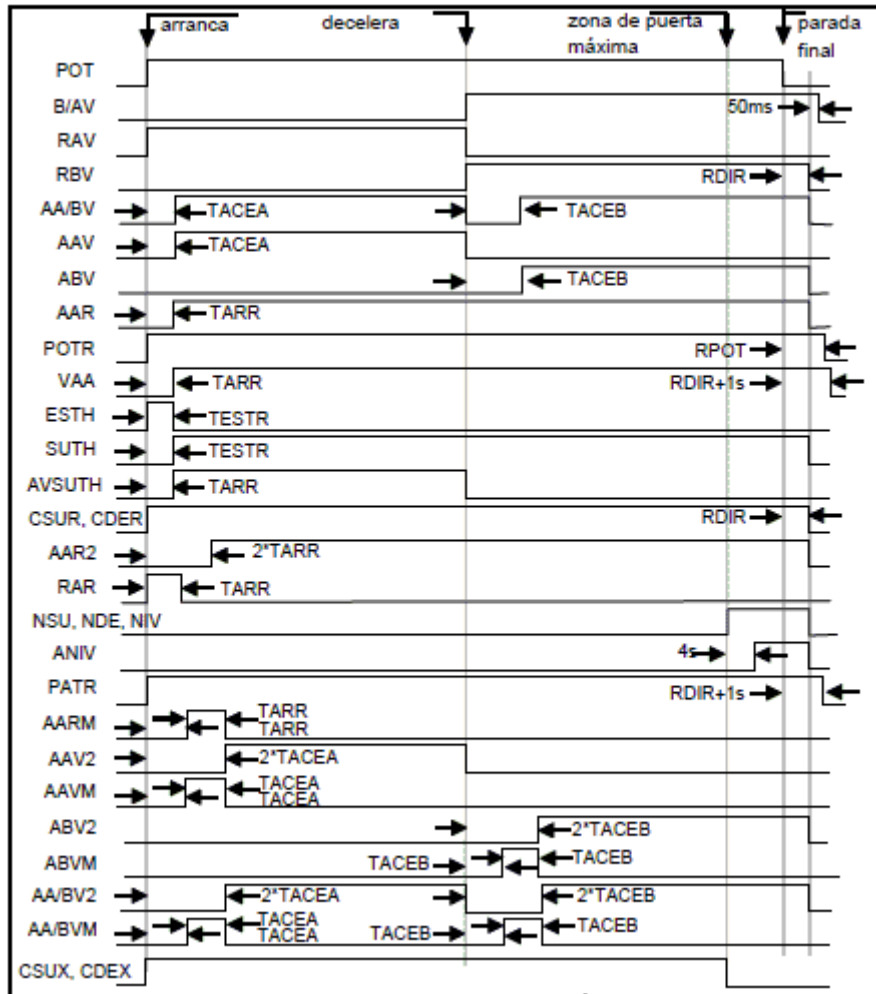 arranca decelera zona de puerta máxima parada final
POT
B/AV 50ms
RAV
RBV RDIR
AA/BV TACEA TACEB
AAV TACEA
ABV TACEB
AAR TARR
POTR RPOT
VAA TARR RDIR+1s
ESTH TESTR
SUTH TESTR
AVSUTH TARR
CSUR, CDER RDIR
AAR2 2*TARR
RAR TARR
NSU, NDE, NIV
ANIV 4s
PATR RDIR+1s
AARM TARR
TARR
AAV2 2*TACEA
AAVM TACEA
TACEA
ABV2 2*TACEB
ABVM TACEB TACEB
AA/BV2 2*TACEA 2*TACEB
AA/BVM TACEA
TACEA TACEB TACEB
CSUX, CDEX